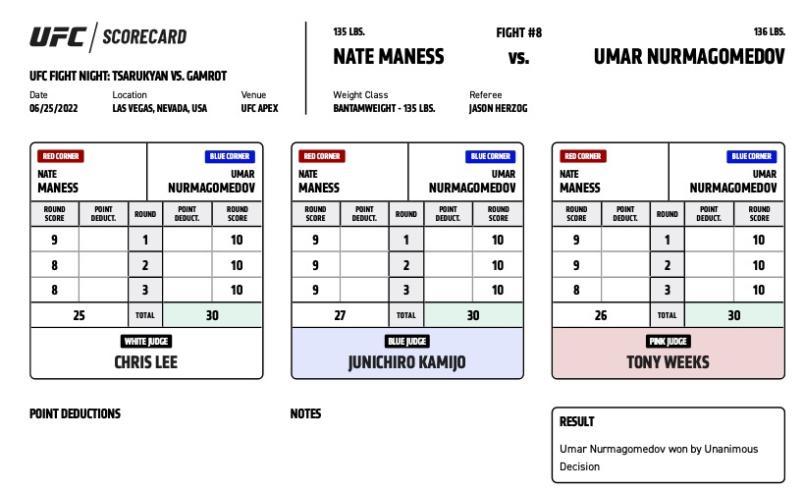 UFC / SCORECARD
UFC FIGHT NIGHT: TSARUKYAN VS. GAMROT
Date Location Venue
06/25/2022 LAS VEGAS, NEVADA, USA UFC APEX
135 LBS. FIGHT #8 136 LBS.
NATE MANESS VS. UMAR NURMAGOMEDOV
Weight Class Referee
BANTAMWEIGHT - 135 LBS. JASON HERZOG
RED CORNER BLUE CORNER
NATE UMAR
MANESS NURMAGOMEDOV
ROUND SCORE POINT DEDUCT. ROUND POINT DEDUCT. ROUND SCORE
9 1 10
8 2 10
8 3 10
25 TOTAL 30
WHITE JUDGE
CHRIS LEE
RED CORNER BLUE CORNER
NATE UMAR
MANESS NURMAGOMEDOV
ROUND SCORE POINT DEDUCT. ROUND POINT DEDUCT. ROUND SCORE
9 1 10
9 2 10
9 3 10
27 TOTAL 30
BLUE JUDGE
JUNICHIRO KAMIJO
RED CORNER BLUE CORNER
NATE UMAR
MANESS NURMAGOMEDOV
ROUND SCORE POINT DEDUCT. ROUND POINT DEDUCT. ROUND SCORE
9 1 10
9 2 10
8 3 10
26 TOTAL 30
PINK JUDGE
TONY WEEKS
POINT DEDUCTIONS
NOTES
RESULT
Umar Nurmagomedov won by Unanimous
Decision